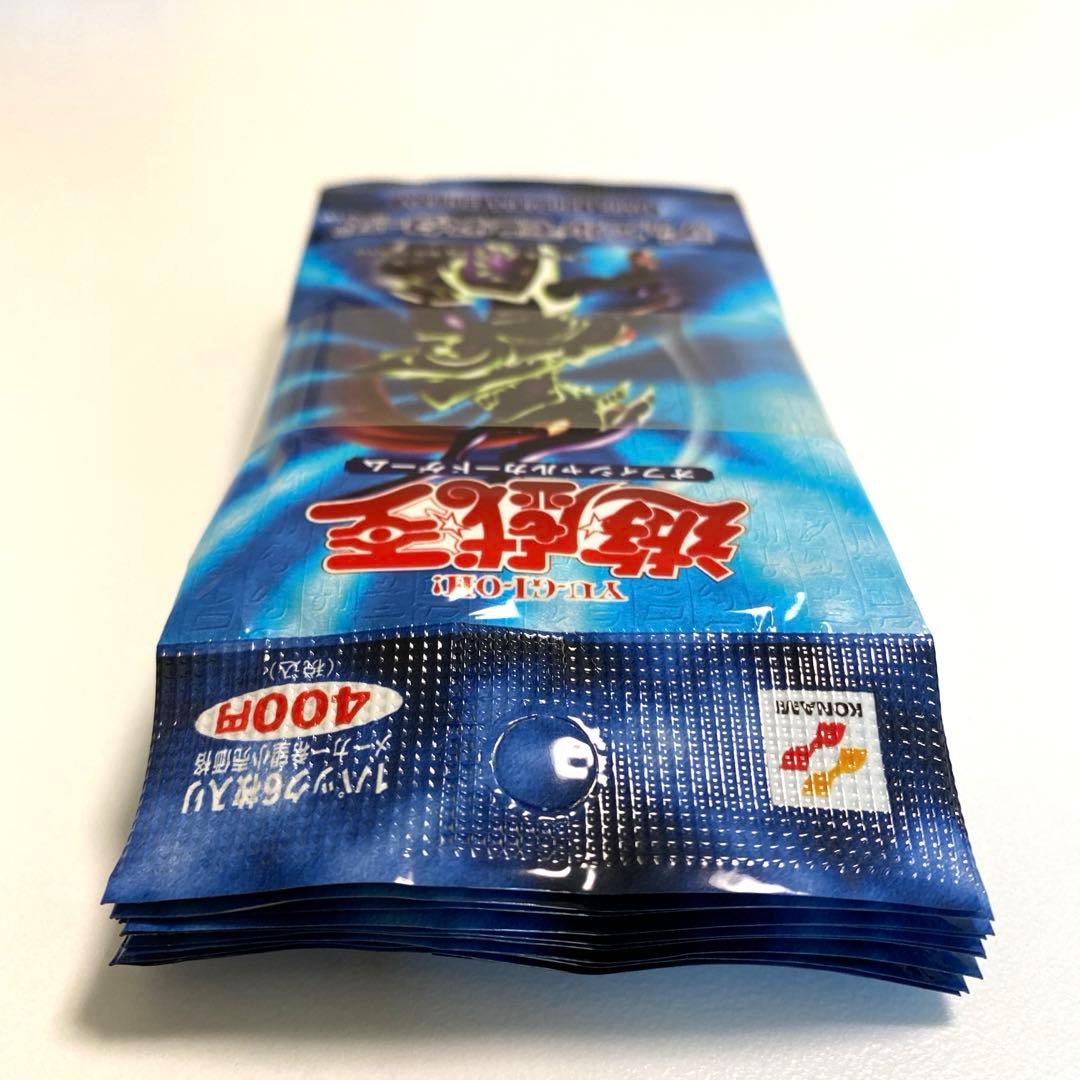 1パック6枚入り
メーカー希望小売価格
400円
(税込)
KONAMI
YU-GI-OH!
遊戯王
オフィシャルカードゲーム